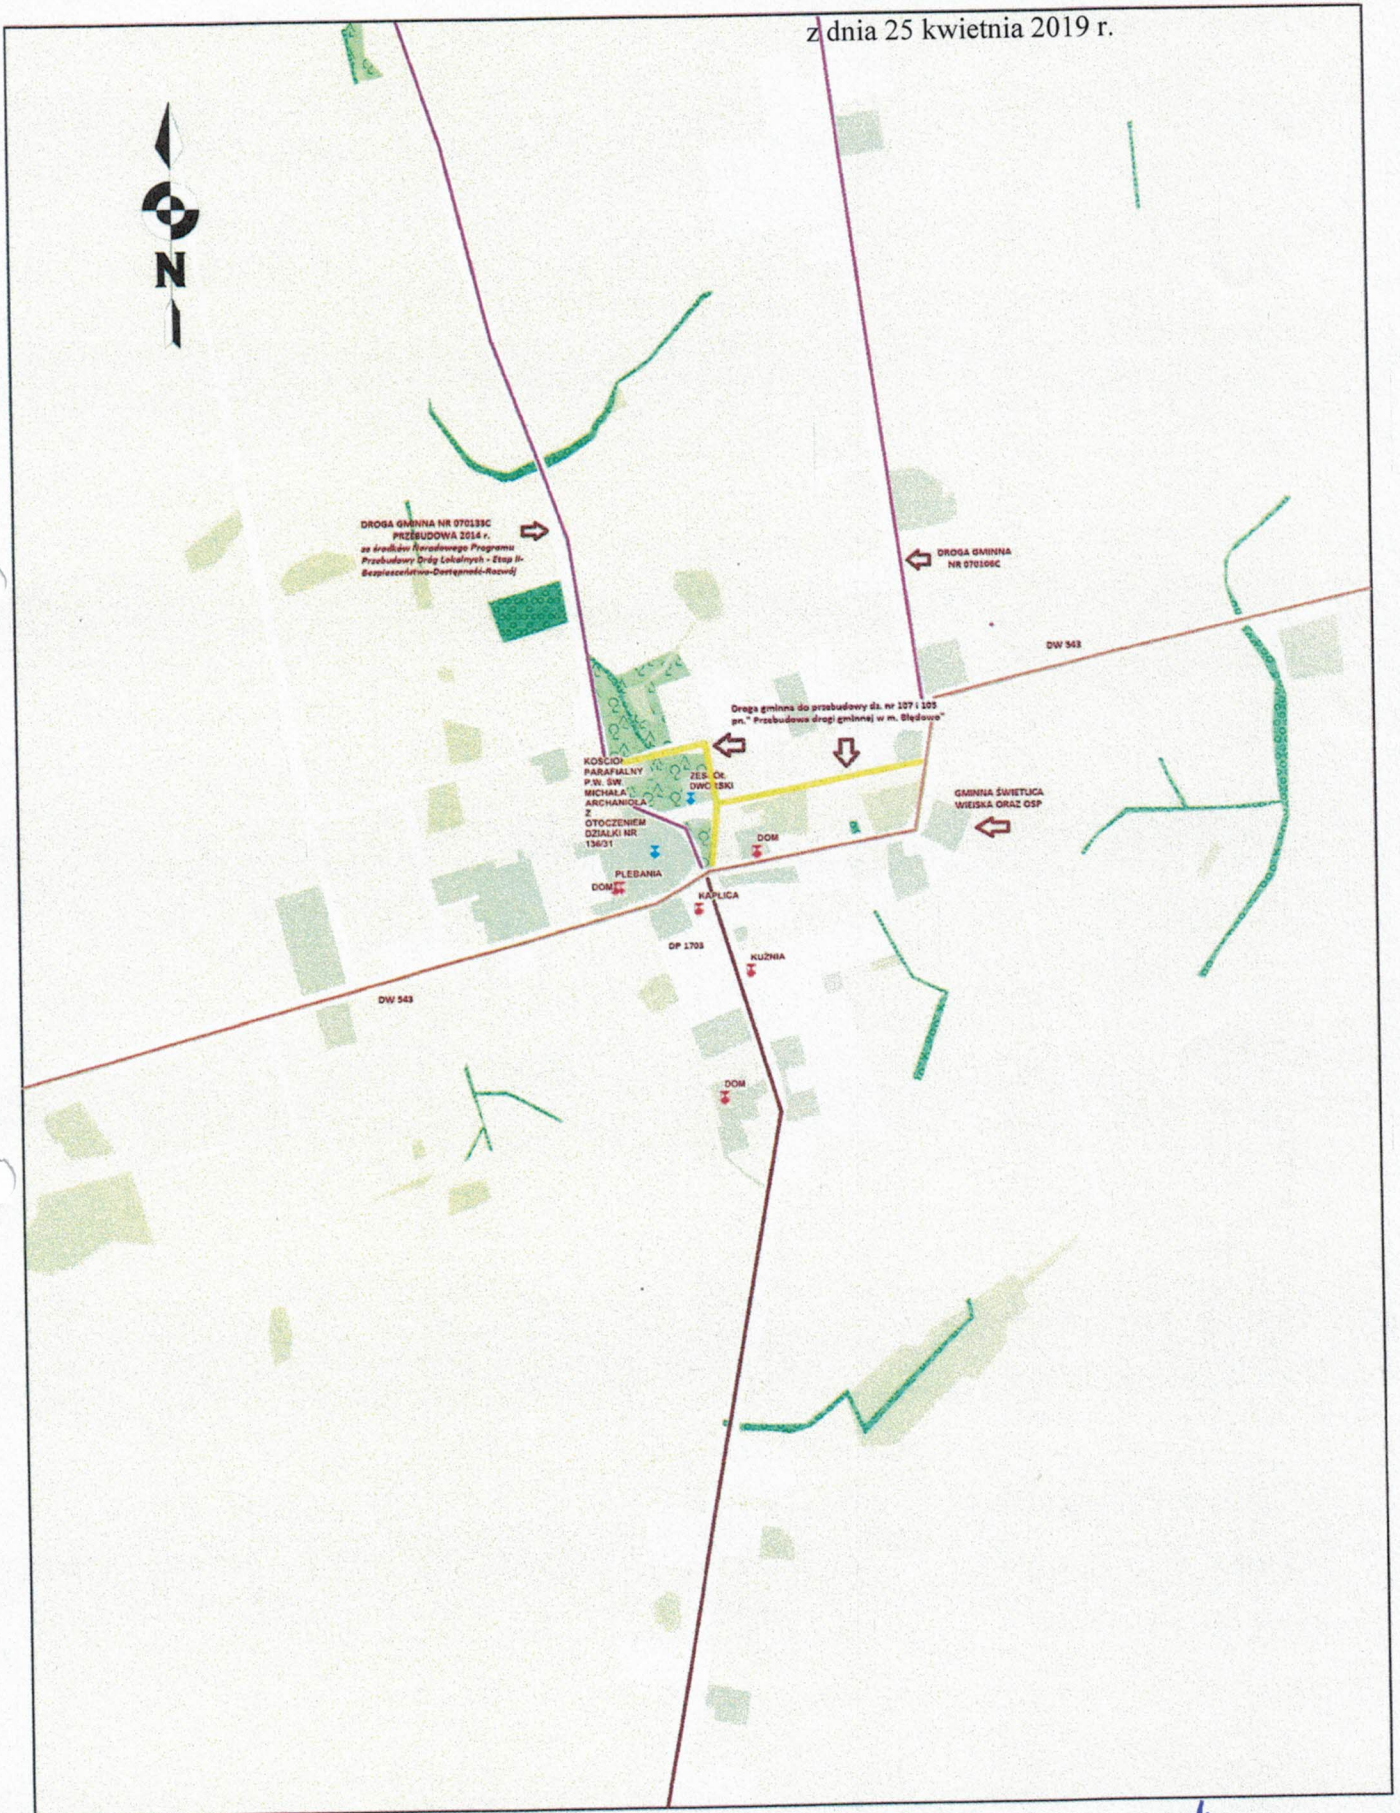 z dnia 25 kwietnia 2019 r.
N
DROGA GMINNA NR 070133C
PRZEBUDOWA 2014 r.
ze środków Narodowego Programu
Przebudowy Dróg Lokalnych - Etap II-
Bezpieczeństwo-Dostępność-Rozwój
DROGA GMINNA
NR 070106C
DW 543
Droga gminna do przebudowy dz. nr 107 i 105
pn." Przebudowa drogi gminnej w m. Błędowo"
KOŚCIÓŁ
PARAFIALNY
P.W. ŚW.
MICHAŁA
ARCHANIOŁA
Z
OTOCZENIEM
DZIAŁKI NR
136/31
ZESPÓŁ
DWORSKI
GMINNA ŚWIETLICA
WIEJSKA ORAZ OSP
DOM
PLEBANIA
DOM
KAPLICA
DP 1703
KUŹNIA
DW 543
DOM